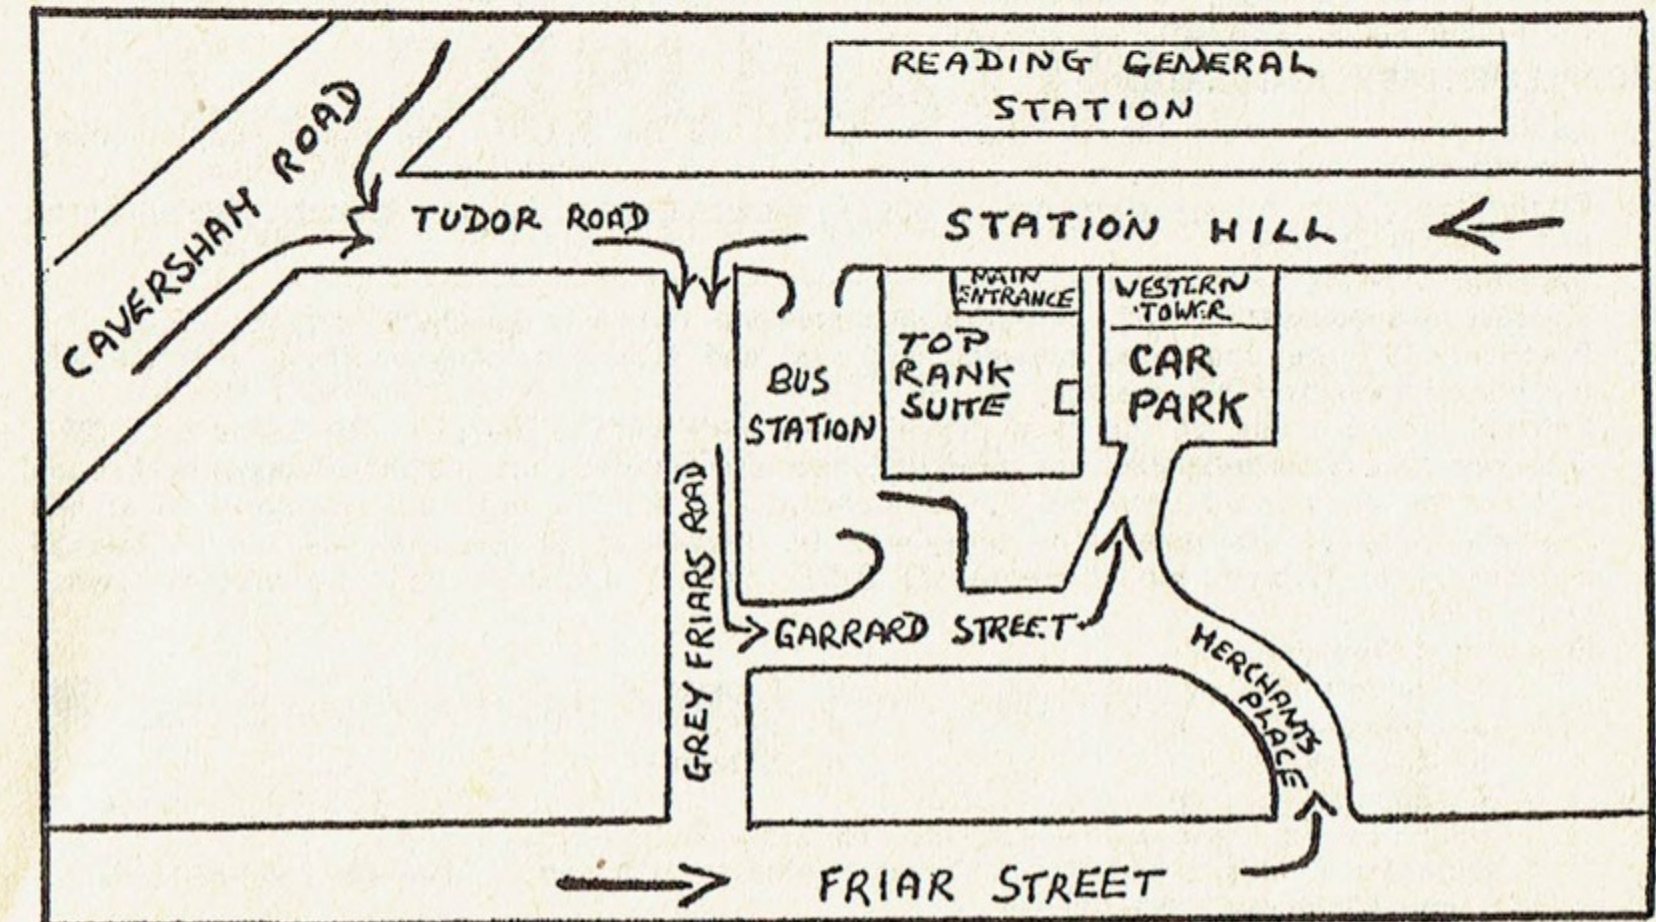 READING GENERAL
STATION
CAVERSHAM ROAD
TUDOR ROAD
STATION HILL
MAIN
ENTRANCE
WESTERN
TOWER
TOP
RANK
SUITE
CAR
PARK
BUS
STATION
GREY FRIARS ROAD
GARRARD STREET
MERCHANTS
PLACE
FRIAR STREET